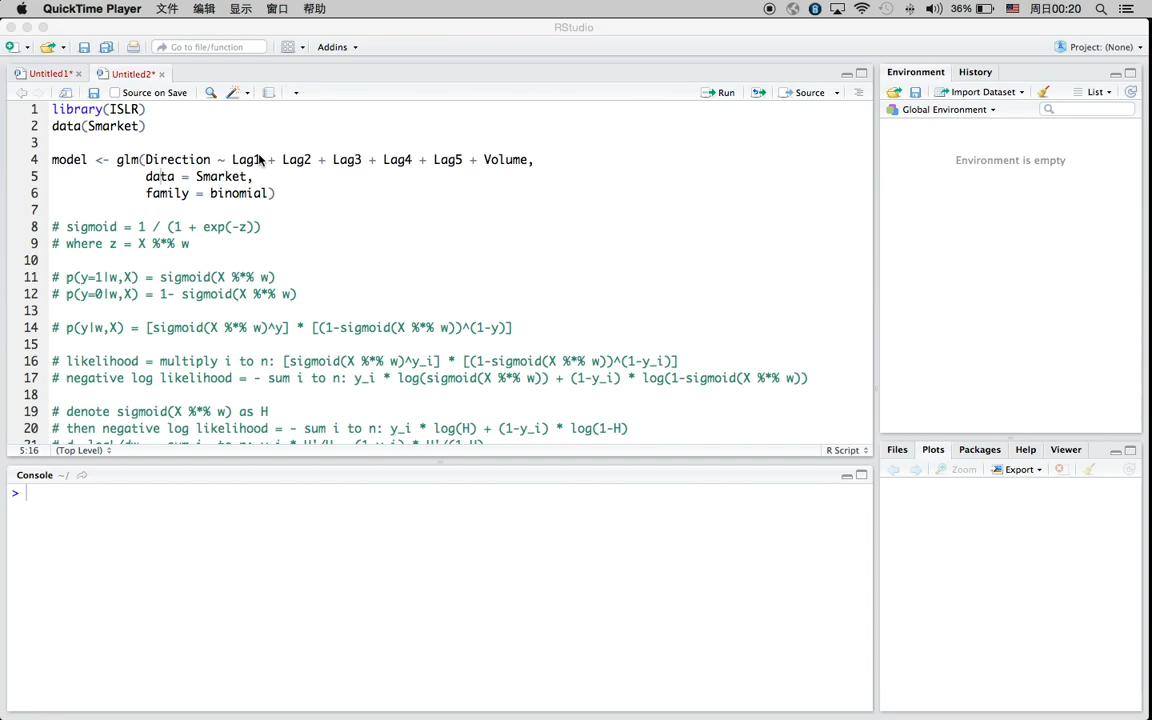 QuickTime Player 文件 编辑 显示 窗口 帮助 36% 周日00:20
RStudio
Go to file/function Addins Project: (None)
Untitled1* Untitled2*
Source on Save Run Source
1 library(ISLR)
2 data(Smarket)
3
4 model <- glm(Direction ~ Lag1 + Lag2 + Lag3 + Lag4 + Lag5 + Volume,
5 data = Smarket,
6 family = binomial)
7
8 # sigmoid = 1 / (1 + exp(-z))
9 # where z = X %*% w
10
11 # p(y=1|w,X) = sigmoid(X %*% w)
12 # p(y=0|w,X) = 1- sigmoid(X %*% w)
13
14 # p(y|w,X) = [sigmoid(X %*% w)^y] * [(1-sigmoid(X %*% w))^(1-y)]
15
16 # likelihood = multiply i to n: [sigmoid(X %*% w)^y_i] * [(1-sigmoid(X %*% w))^(1-y_i)]
17 # negative log likelihood = - sum i to n: y_i * log(sigmoid(X %*% w)) + (1-y_i) * log(1-sigmoid(X %*% w))
18
19 # denote sigmoid(X %*% w) as H
20 # then negative log likelihood = - sum i to n: y_i * log(H) + (1-y_i) * log(1-H)
5:16 (Top Level) R Script
Console ~/
>
Environment History
Import Dataset List
Global Environment
Environment is empty
Files Plots Packages Help Viewer
Zoom Export